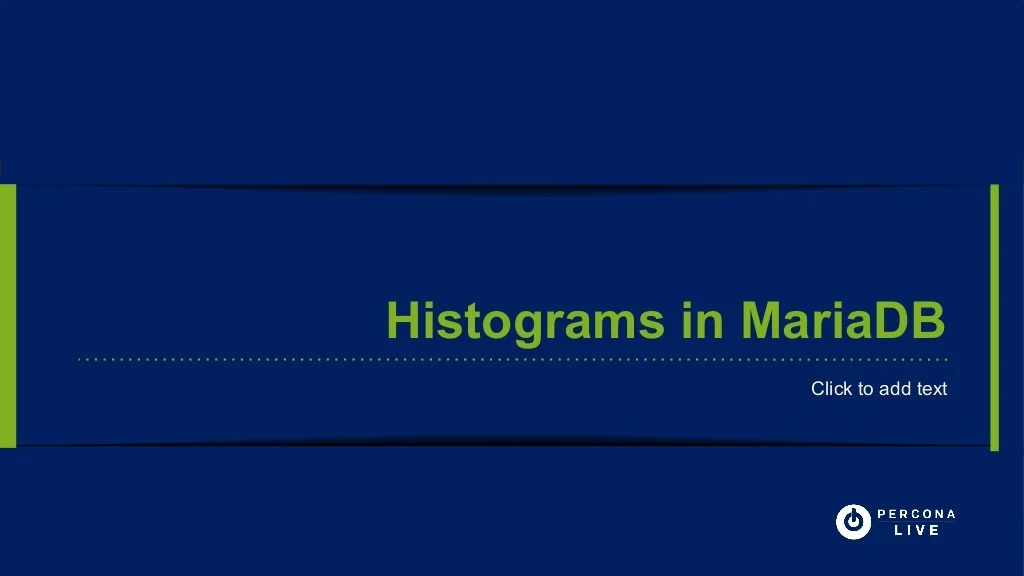 Histograms in MariaDB
Click to add text
PERCONA
LIVE